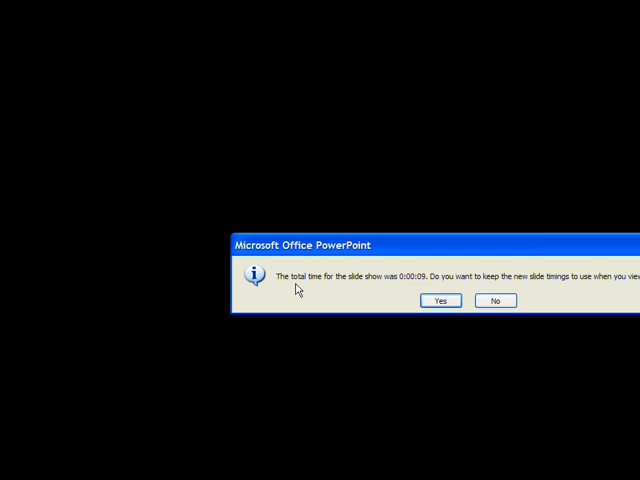 Microsoft Office PowerPoint
The total time for the slide show was 0:00:09. Do you want to keep the new slide timings to use when you view
Yes No